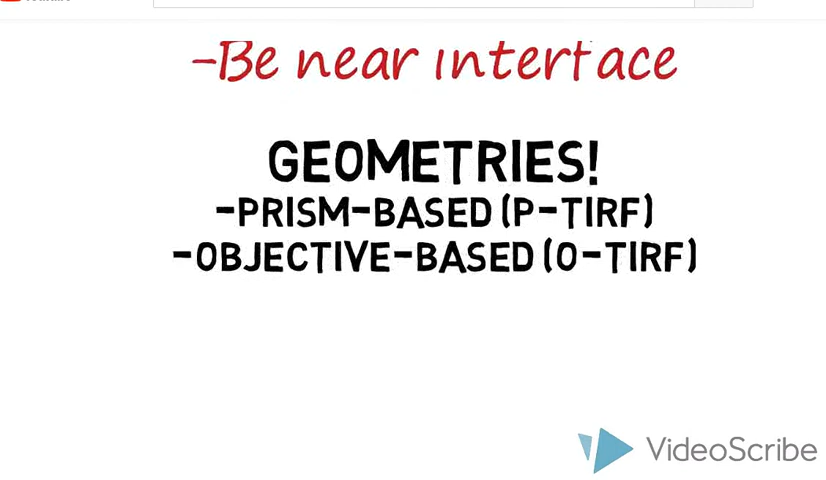 -Be near interface
GEOMETRIES!
-PRISM-BASED (P-TIRF)
-OBJECTIVE-BASED (O-TIRF)
VideoScribe